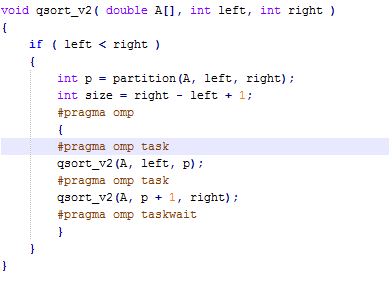 void qsort_v2( double A[], int left, int right )
{
if ( left < right )
{
int p = partition(A, left, right);
int size = right - left + 1;
#pragma omp
{
#pragma omp task
qsort_v2(A, left, p);
#pragma omp task
qsort_v2(A, p + 1, right);
#pragma omp taskwait
}
}
}